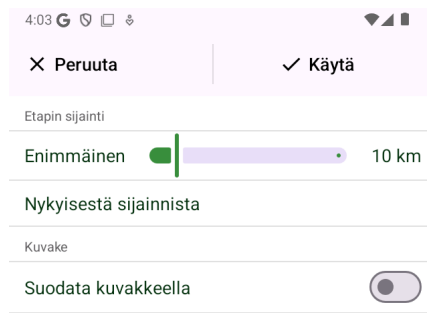 4:03
Peruuta
Käytä
Etapin sijainti
Enimmäinen 10 km
Nykyisestä sijainnista
Kuvake
Suodata kuvakkeella